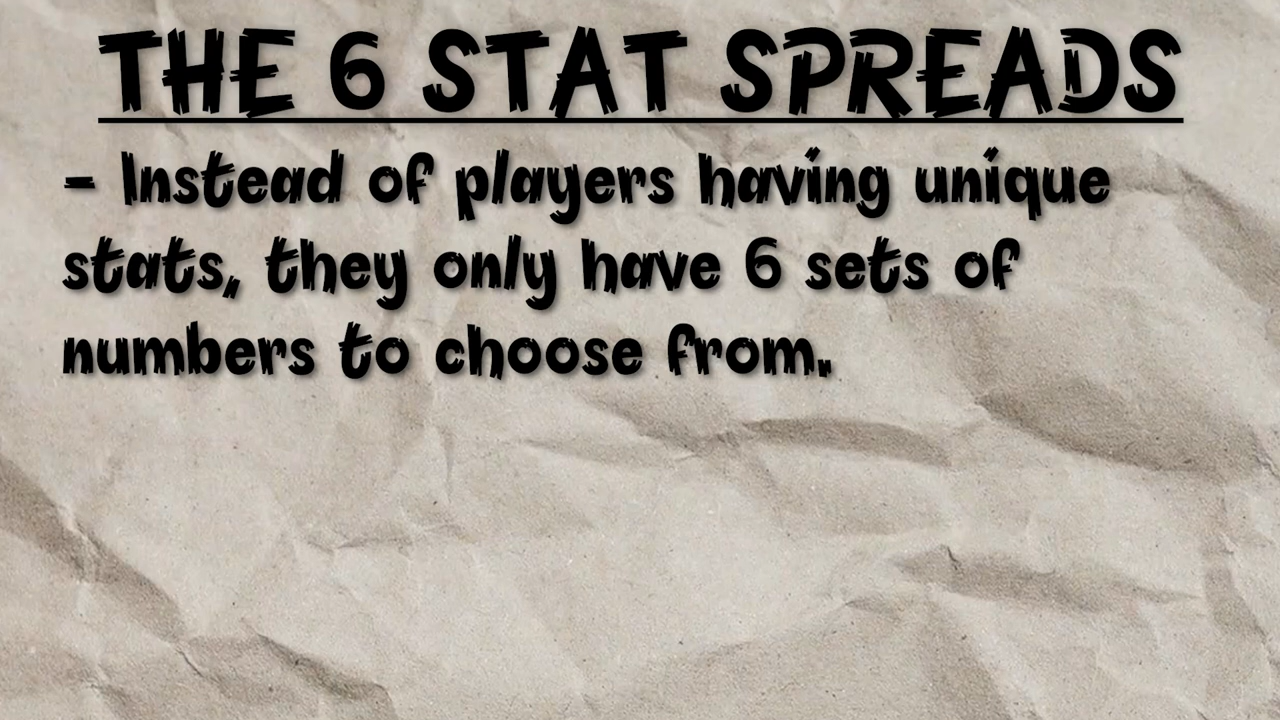 THE 6 STAT SPREADS
- Instead of players having unique
stats, they only have 6 sets of
numbers to choose from.